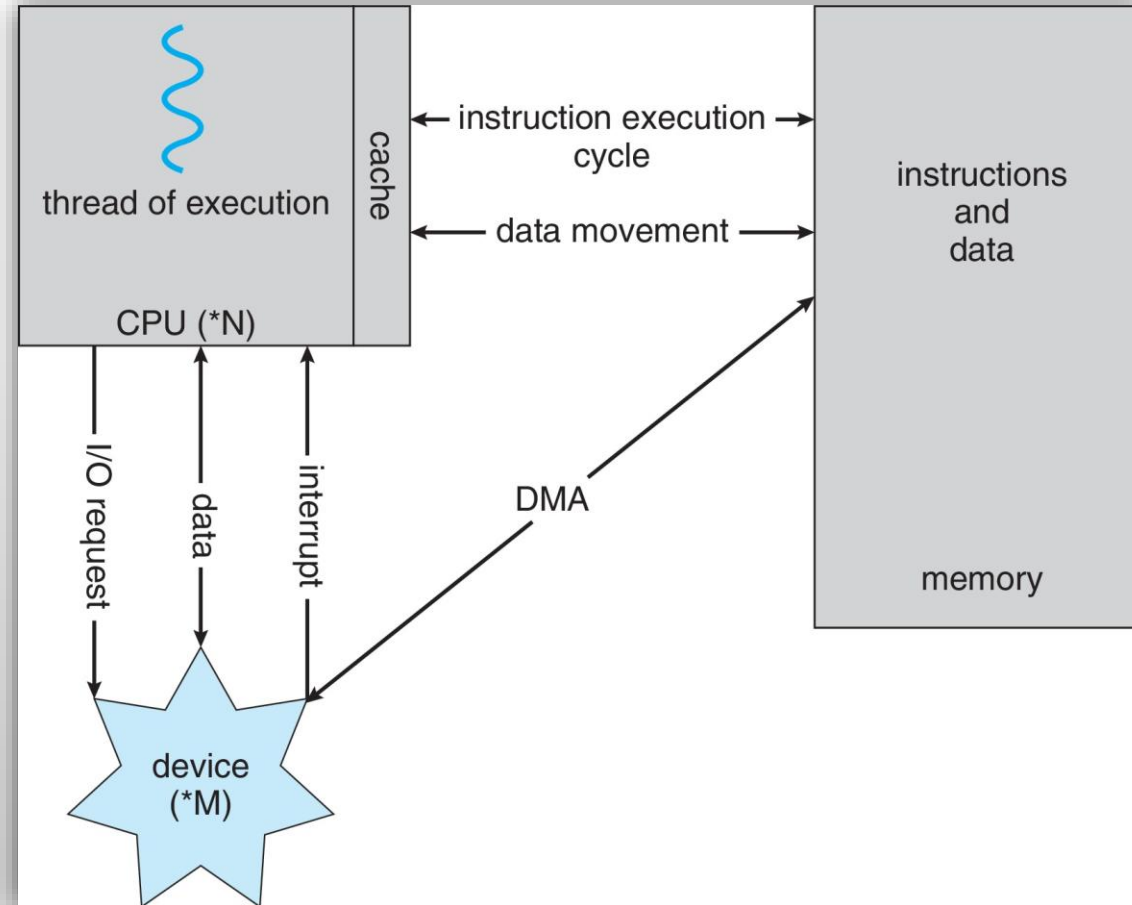 thread of execution
cache
CPU (*N)
instruction execution
cycle
data movement
instructions
and
data
memory
I/O request
data
interrupt
DMA
device
(*M)